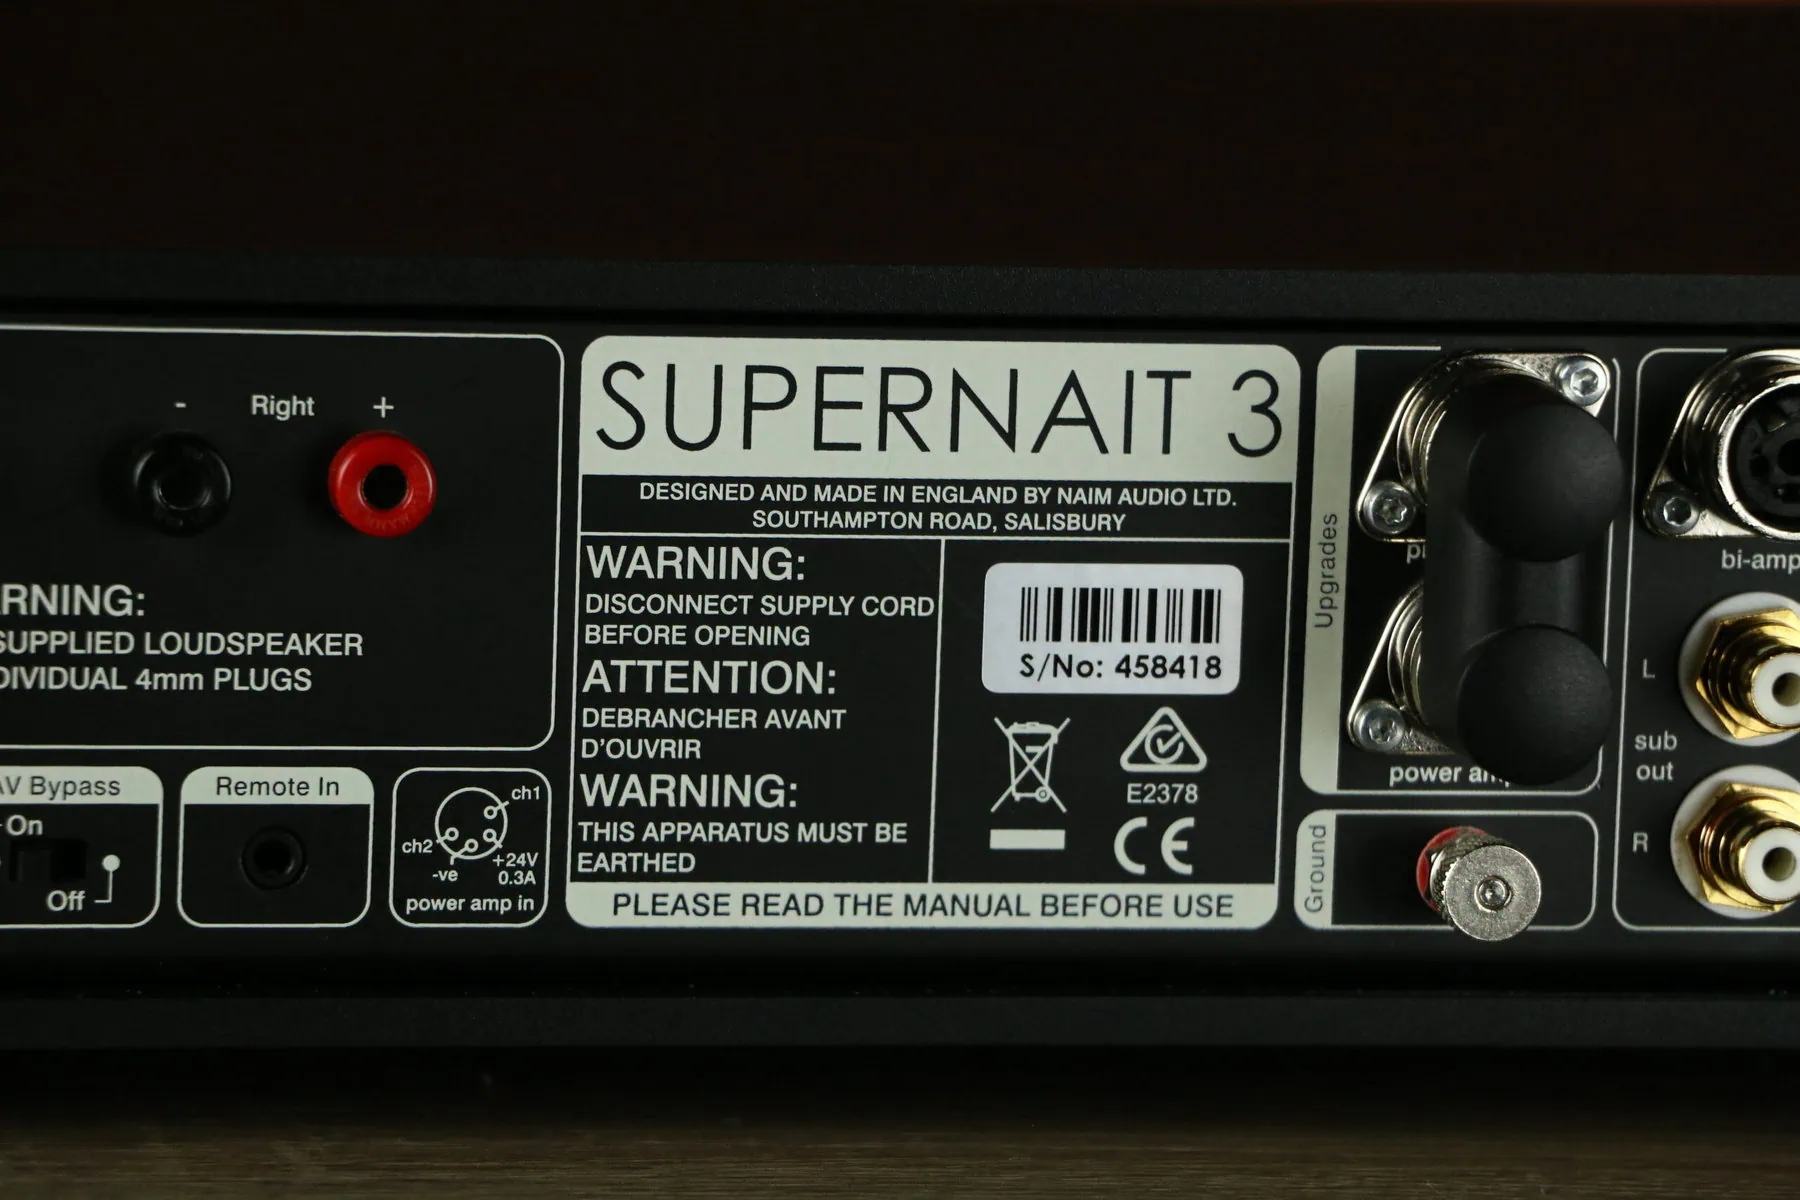 - Right +
SUPPLIED LOUDSPEAKER
4mm PLUGS
AV Bypass
On
Off
Remote In
ch1
ch2
-ve
+24V
0.3A
power amp in
SUPERNAIT 3
DESIGNED AND MADE IN ENGLAND BY NAIM AUDIO LTD.
SOUTHAMPTON ROAD, SALISBURY
WARNING:
DISCONNECT SUPPLY CORD
BEFORE OPENING
ATTENTION:
DEBRANCHER AVANT
D'OUVRIR
WARNING:
THIS APPARATUS MUST BE
EARTHED
S/No: 458418
E2378
CE
PLEASE READ THE MANUAL BEFORE USE
Upgrades
power
Ground
bi-amp
L
sub
out
R